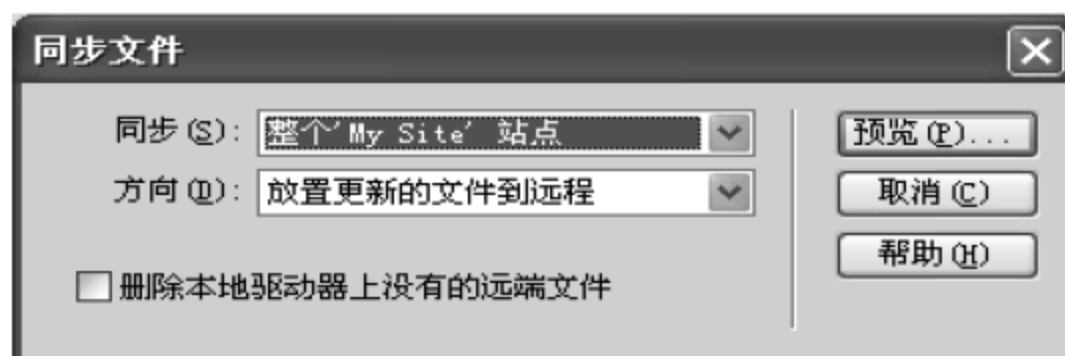 同步文件
同步(S): 整个'My Site' 站点
预览(P)...
方向(D): 放置更新的文件到远程
取消(C)
帮助(H)
删除本地驱动器上没有的远端文件